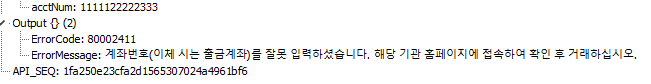 acctNum: 1111122222333
Output {} (2)
ErrorCode: 80002411
ErrorMessage: 계좌번호(이체 시는 출금계좌)를 잘못 입력하셨습니다. 해당 기관 홈페이지에 접속하여 확인 후 거래하십시오.
API_SEQ: 1fa250e23cfa2d1565307024a4961bf6